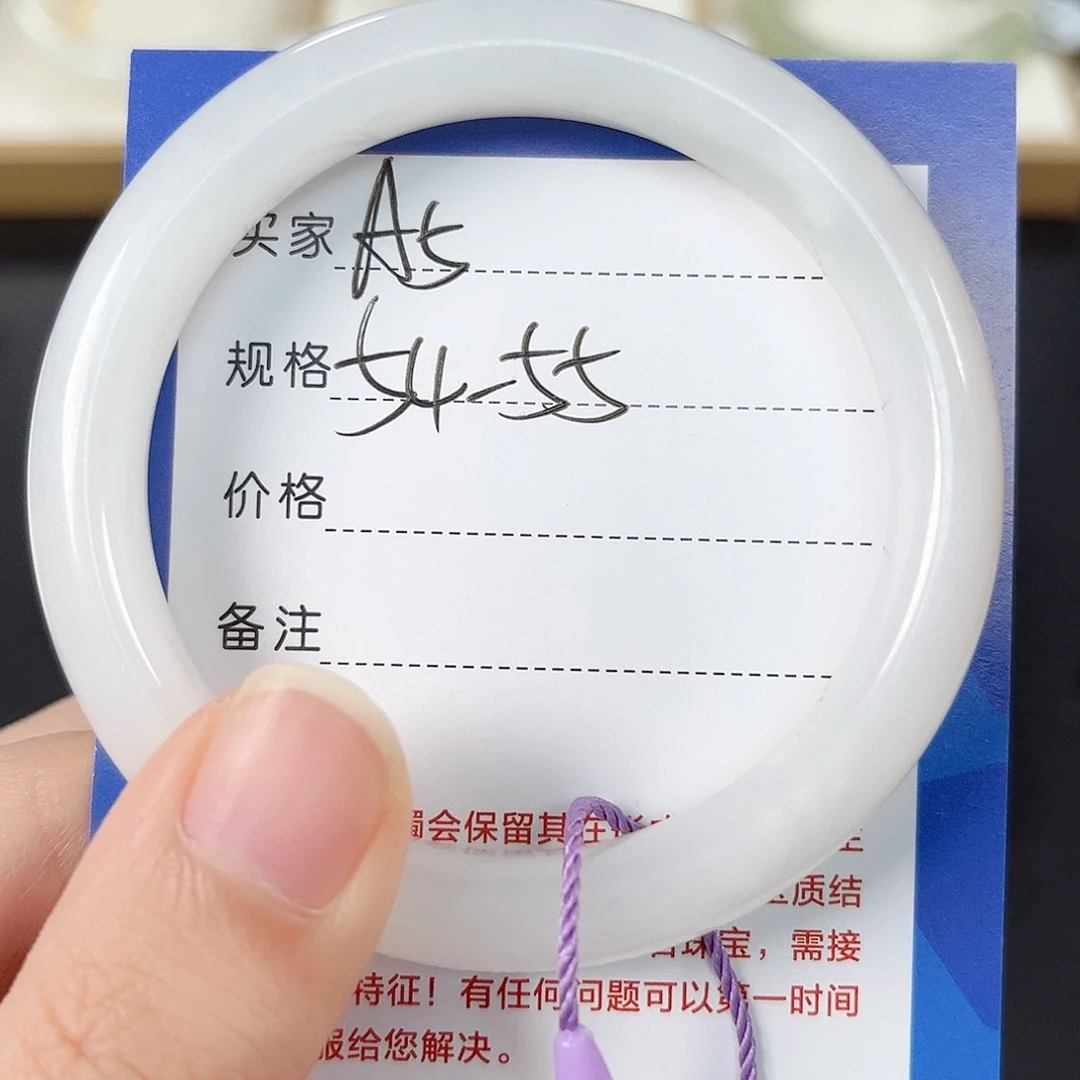 买家 A5
规格 54-55
价格
备注
会保留其在
质结
宝，需接
特征！有任何问题可以第一时间
服给您解决。